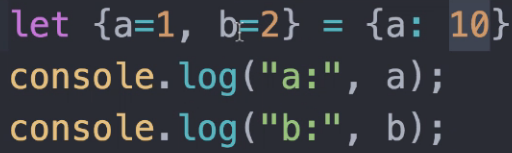 let {a=1, b=2} = {a: 10}
console.log("a:", a);
console.log("b:", b);